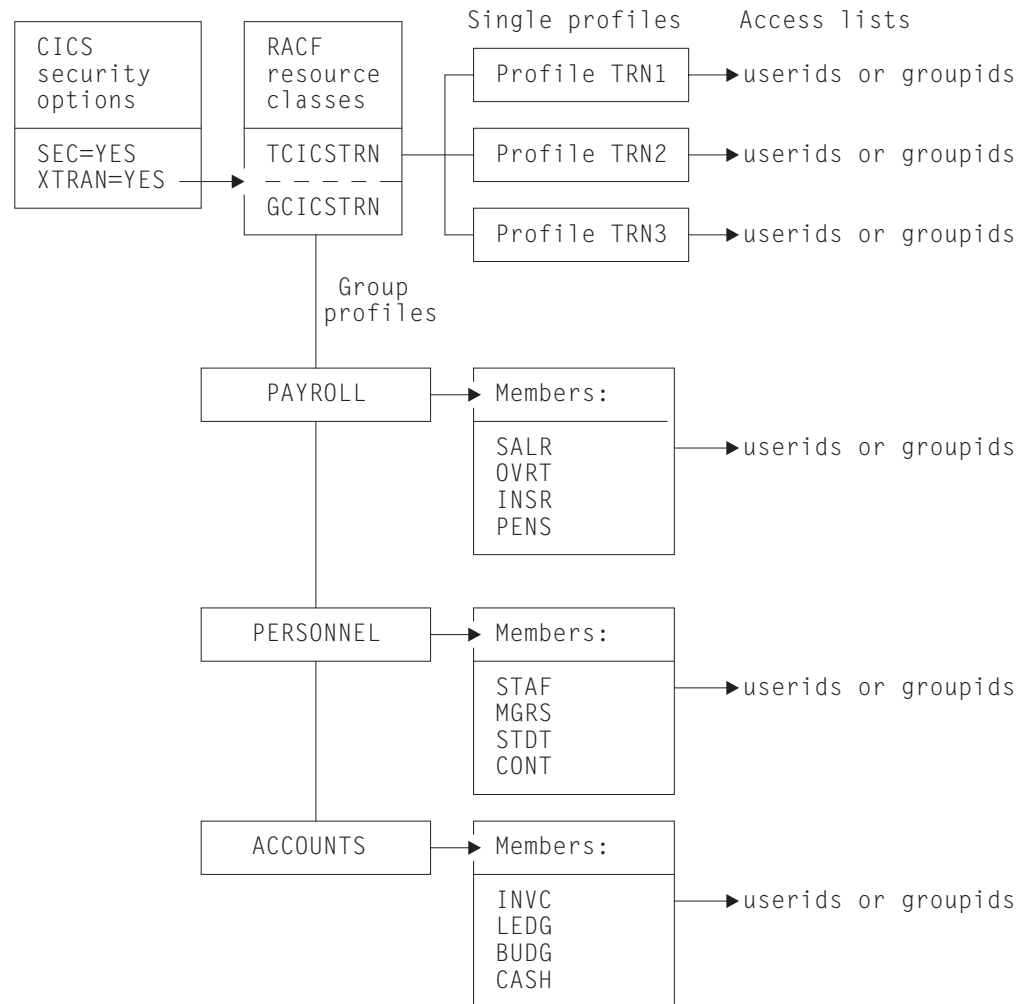 Single profiles
Access lists
CICS
security
options
SEC=YES
XTRAN=YES
RACF
resource
classes
TCICSTRN
GCICSTRN
Profile TRN1
userids or groupids
Profile TRN2
userids or groupids
Profile TRN3
userids or groupids
Group
profiles
PAYROLL
Members:
SALR
OVRT
INSR
PENS
userids or groupids
PERSONNEL
Members:
STAF
MGRS
STDT
CONT
userids or groupids
ACCOUNTS
Members:
INVC
LEDG
BUDG
CASH
userids or groupids